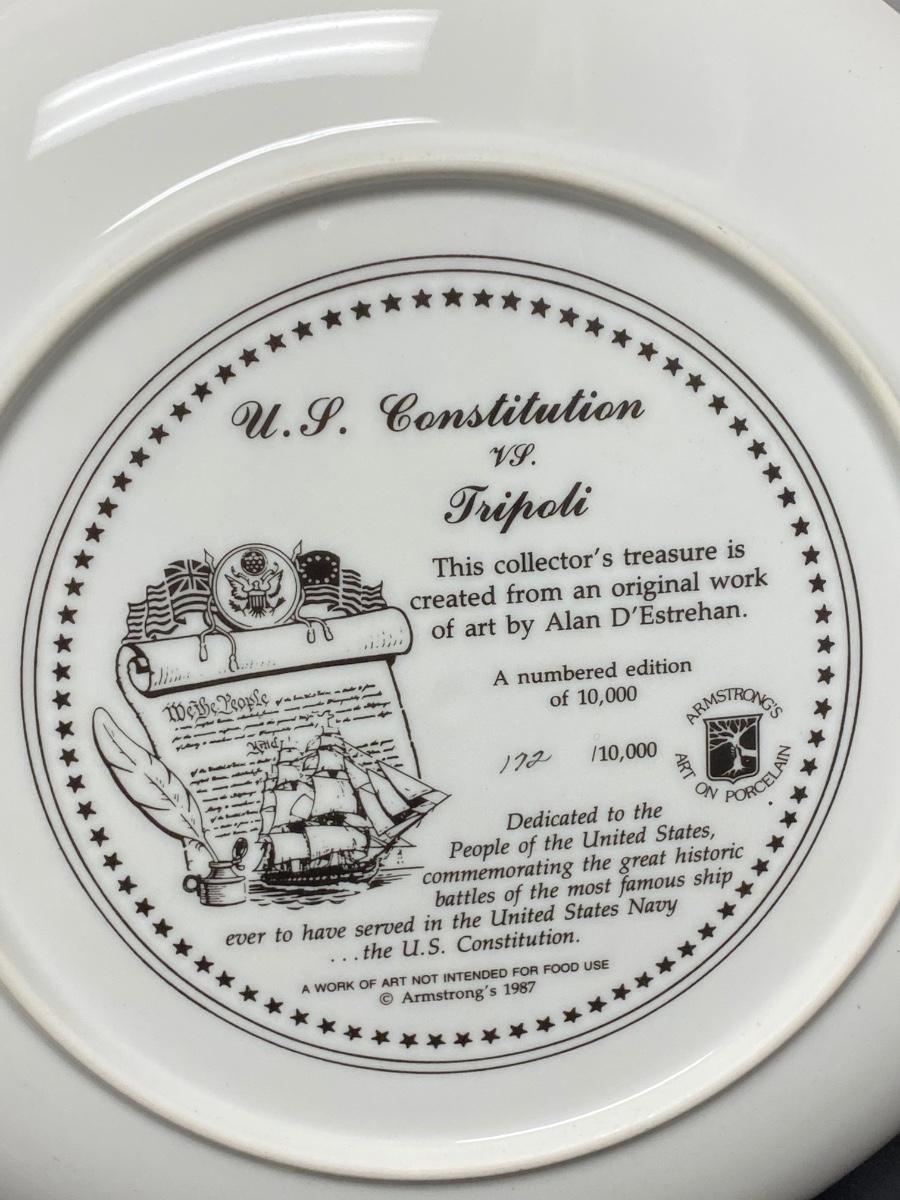 U.S. Constitution
VS.
Tripoli
This collector's treasure is
created from an original work
of art by Alan D'Estrehan.
A numbered edition
of 10,000
172 /10,000
ARMSTRONG'S
ART ON PORCELAIN
We the People
Dedicated to the
People of the United States,
commemorating the great historic
battles of the most famous ship
ever to have served in the United States Navy
...the U.S. Constitution.
A WORK OF ART NOT INTENDED FOR FOOD USE
© Armstrong's 1987